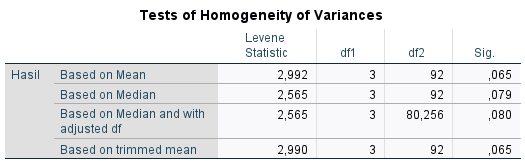 Tests of Homogeneity of Variances
Levene
Statistic df1 df2 Sig.
Hasil Based on Mean 2,992 3 92 ,065
Based on Median 2,565 3 92 ,079
Based on Median and with 2,565 3 80,256 ,080
adjusted df
Based on trimmed mean 2,990 3 92 ,065